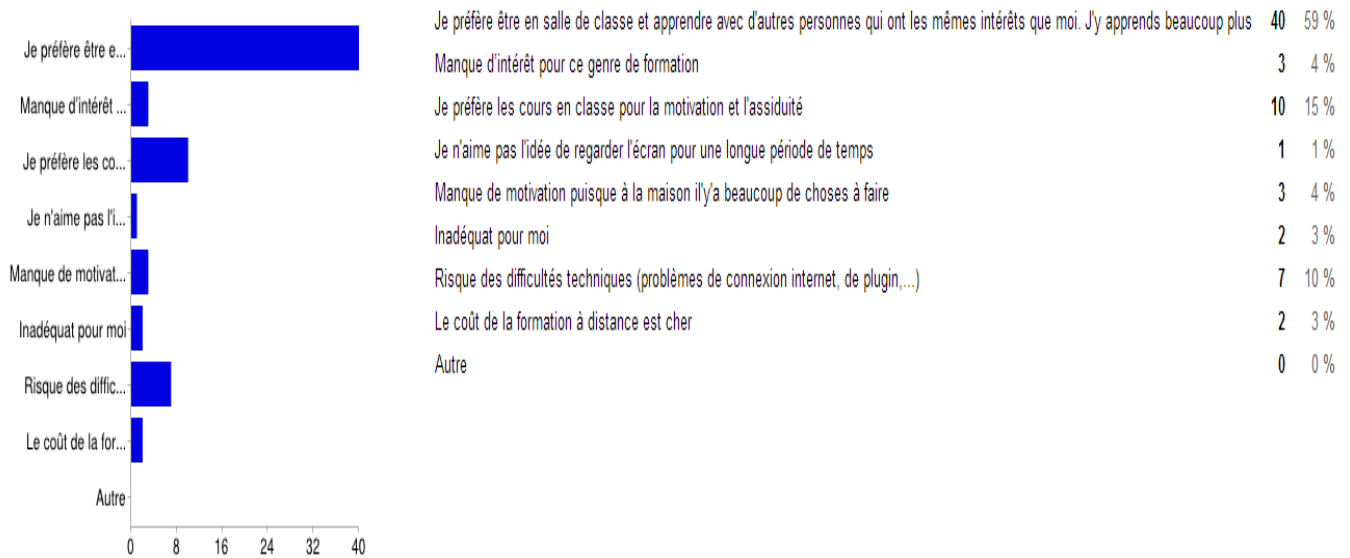 Je préfère être e...
Manque d'intérêt ...
Je préfère les co...
Je n'aime pas l'i...
Manque de motivat...
Inadéquat pour moi
Risque des diffic...
Le coût de la for...
Autre
0 8 16 24 32 40
Je préfère être en salle de classe et apprendre avec d'autres personnes qui ont les mêmes intérêts que moi. J'y apprends beaucoup plus 40 59 %
Manque d'intérêt pour ce genre de formation 3 4 %
Je préfère les cours en classe pour la motivation et l'assiduité 10 15 %
Je n'aime pas l'idée de regarder l'écran pour une longue période de temps 1 1 %
Manque de motivation puisque à la maison il'y'a beaucoup de choses à faire 3 4 %
Inadéquat pour moi 2 3 %
Risque des difficultés techniques (problèmes de connexion internet, de plugin,...) 7 10 %
Le coût de la formation à distance est cher 2 3 %
Autre 0 0 %